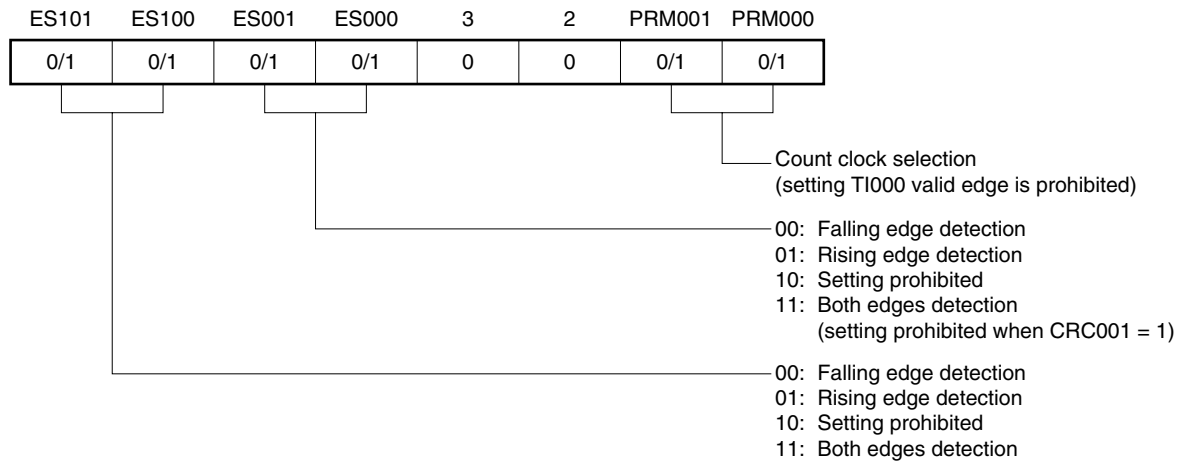 ES101 ES100 ES001 ES000 3 2 PRM001 PRM000
0/1 0/1 0/1 0/1 0 0 0/1 0/1
Count clock selection
(setting TI000 valid edge is prohibited)
00: Falling edge detection
01: Rising edge detection
10: Setting prohibited
11: Both edges detection
(setting prohibited when CRC001 = 1)
00: Falling edge detection
01: Rising edge detection
10: Setting prohibited
11: Both edges detection